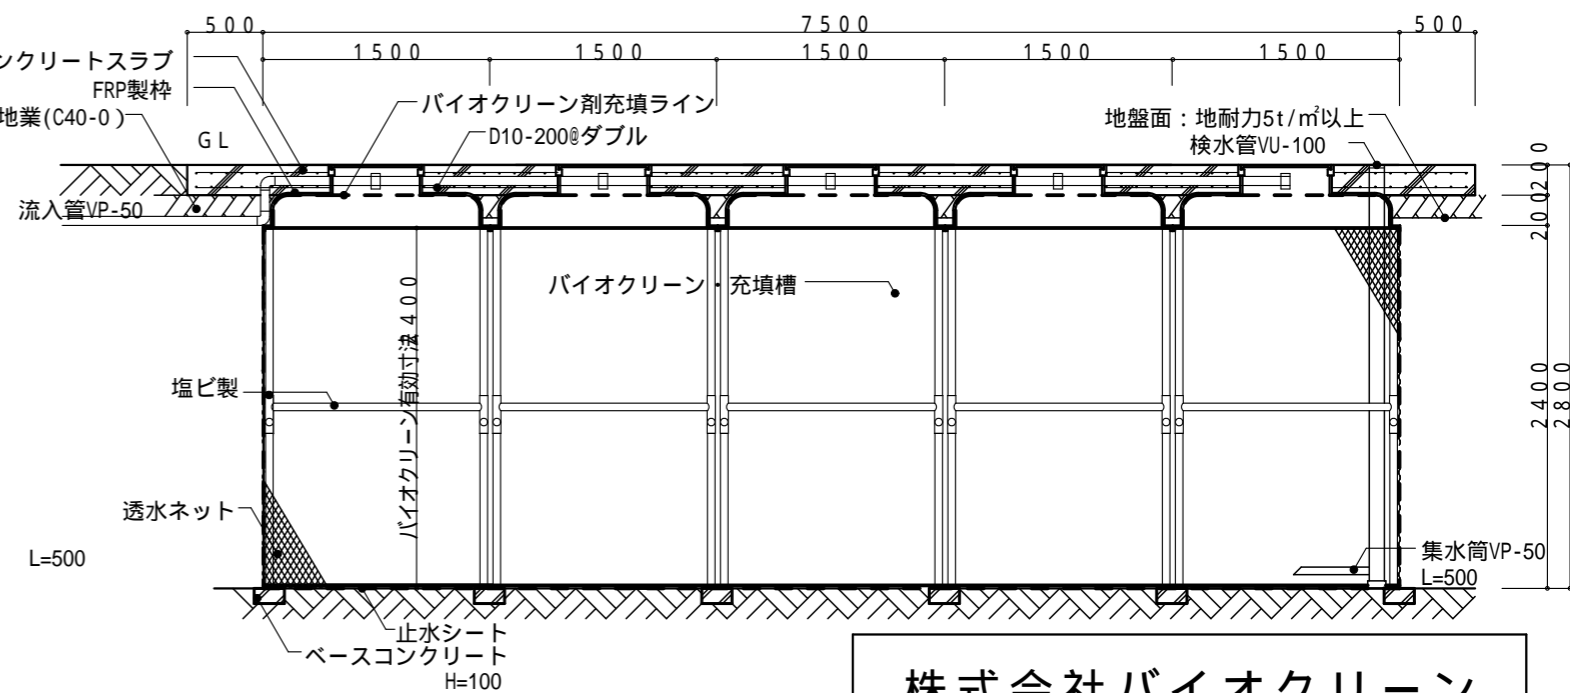 500
7500
500
1500
1500
1500
1500
1500
ンクリートスラブ
FRP製枠
地業(C40-0)
GL
バイオクリーン剤充填ライン
D10-200@ダブル
地盤面：地耐力5t/㎡以上
検水管VU-100
200
200
流入管VP-50
バイオクリーン・充填槽
バイオクリーン有効寸法2400
塩ビ製
2400
2800
透水ネット
L=500
集水筒VP-50
L=500
止水シート
ベースコンクリート
H=100
株式会社バイオクリーン